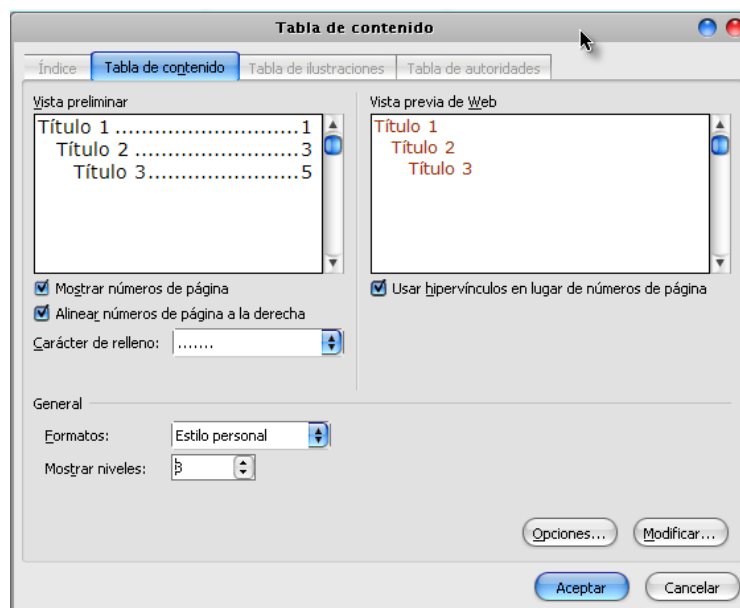 Tabla de contenido
Índice
Tabla de contenido
Tabla de ilustraciones
Tabla de autoridades
Vista preliminar
Título 1 ............................1
Título 2 .........................3
Título 3.......................5
Mostrar números de página
Alinear números de página a la derecha
Carácter de relleno: .......
Vista previa de Web
Título 1
Título 2
Título 3
Usar hipervínculos en lugar de números de página
General
Formatos: Estilo personal
Mostrar niveles: 3
Opciones...
Modificar...
Aceptar
Cancelar